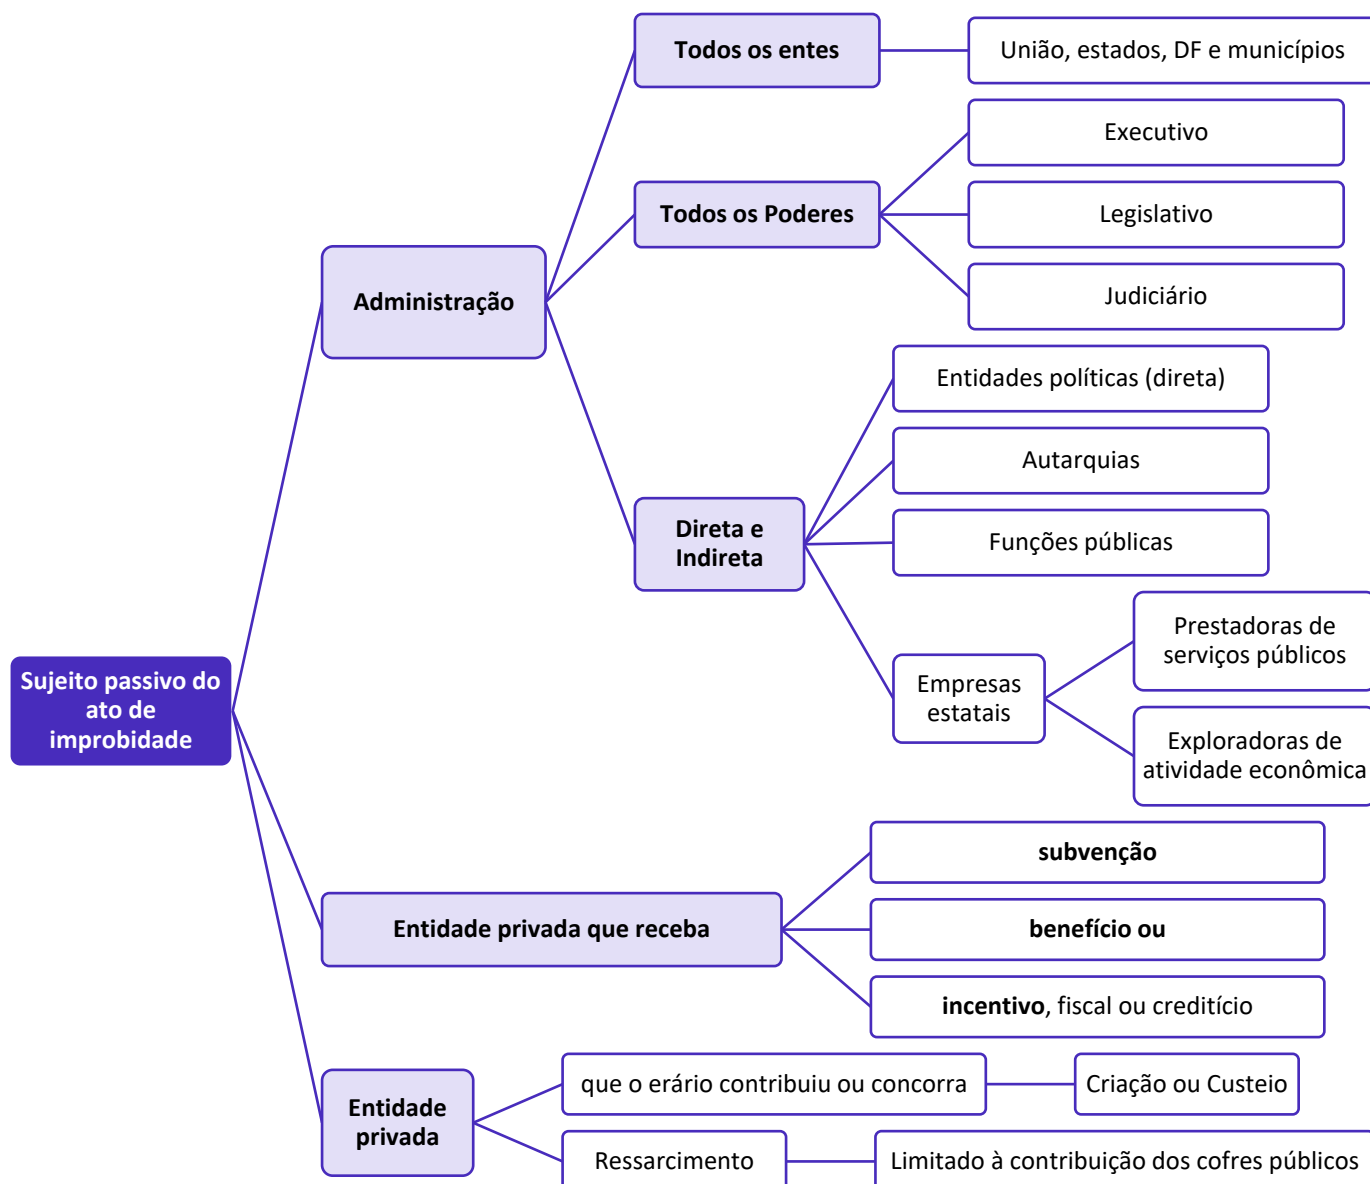 Todos os entes
União, estados, DF e municípios
Todos os Poderes
Executivo
Legislativo
Judiciário
Administração
Direta e
Indireta
Entidades políticas (direta)
Autarquias
Funções públicas
Empresas
estatais
Prestadoras de
serviços públicos
Exploradoras de
atividade econômica
Sujeito passivo do
ato de
improbidade
Entidade privada que receba
subvenção
benefício ou
incentivo, fiscal ou creditício
Entidade
privada
que o erário contribuiu ou concorra
Criação ou Custeio
Ressarcimento
Limitado à contribuição dos cofres públicos